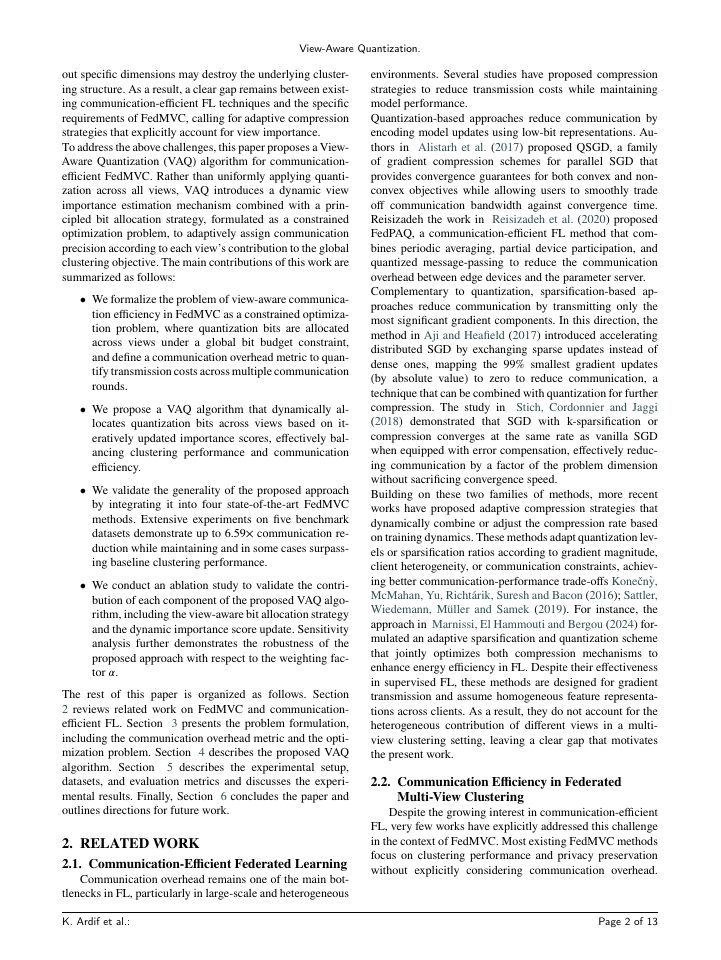 View-Aware Quantization.
out specific dimensions may destroy the underlying cluster-
ing structure. As a result, a clear gap remains between exist-
ing communication-efficient FL techniques and the specific
requirements of FedMVC, calling for adaptive compression
strategies that explicitly account for view importance.
To address the above challenges, this paper proposes a View-
Aware Quantization (VAQ) algorithm for communication-
efficient FedMVC. Rather than uniformly applying quanti-
zation across all views, VAQ introduces a dynamic view
importance estimation mechanism combined with a prin-
cipled bit allocation strategy, formulated as a constrained
optimization problem, to adaptively assign communication
precision according to each view's contribution to the global
clustering objective. The main contributions of this work are
summarized as follows:
• We formalize the problem of view-aware communica-
tion efficiency in FedMVC as a constrained optimiza-
tion problem, where quantization bits are allocated
across views under a global bit budget constraint,
and define a communication overhead metric to quan-
tify transmission costs across multiple communication
rounds.
• We propose a VAQ algorithm that dynamically al-
locates quantization bits across views based on it-
eratively updated importance scores, effectively bal-
ancing clustering performance and communication
efficiency.
• We validate the generality of the proposed approach
by integrating it into four state-of-the-art FedMVC
methods. Extensive experiments on five benchmark
datasets demonstrate up to 6.59× communication re-
duction while maintaining and in some cases surpass-
ing baseline clustering performance.
• We conduct an ablation study to validate the contri-
bution of each component of the proposed VAQ algo-
rithm, including the view-aware bit allocation strategy
and the dynamic importance score update. Sensitivity
analysis further demonstrates the robustness of the
proposed approach with respect to the weighting fac-
tor α.
The rest of this paper is organized as follows. Section
2 reviews related work on FedMVC and communication-
efficient FL. Section 3 presents the problem formulation,
including the communication overhead metric and the opti-
mization problem. Section 4 describes the proposed VAQ
algorithm. Section 5 describes the experimental setup,
datasets, and evaluation metrics and discusses the experi-
mental results. Finally, Section 6 concludes the paper and
outlines directions for future work.
2. RELATED WORK
2.1. Communication-Efficient Federated Learning
Communication overhead remains one of the main bot-
tlenecks in FL, particularly in large-scale and heterogeneous
environments. Several studies have proposed compression
strategies to reduce transmission costs while maintaining
model performance.
Quantization-based approaches reduce communication by
encoding model updates using low-bit representations. Au-
thors in Alistarh et al. (2017) proposed QSGD, a family
of gradient compression schemes for parallel SGD that
provides convergence guarantees for both convex and non-
convex objectives while allowing users to smoothly trade
off communication bandwidth against convergence time.
Reisizadeh the work in Reisizadeh et al. (2020) proposed
FedPAQ, a communication-efficient FL method that com-
bines periodic averaging, partial device participation, and
quantized message-passing to reduce the communication
overhead between edge devices and the parameter server.
Complementary to quantization, sparsification-based ap-
proaches reduce communication by transmitting only the
most significant gradient components. In this direction, the
method in Aji and Heafield (2017) introduced accelerating
distributed SGD by exchanging sparse updates instead of
dense ones, mapping the 99% smallest gradient updates
(by absolute value) to zero to reduce communication, a
technique that can be combined with quantization for further
compression. The study in Stich, Cordonnier and Jaggi
(2018) demonstrated that SGD with k-sparsification or
compression converges at the same rate as vanilla SGD
when equipped with error compensation, effectively reduc-
ing communication by a factor of the problem dimension
without sacrificing convergence speed.
Building on these two families of methods, more recent
works have proposed adaptive compression strategies that
dynamically combine or adjust the compression rate based
on training dynamics. These methods adapt quantization lev-
els or sparsification ratios according to gradient magnitude,
client heterogeneity, or communication constraints, achiev-
ing better communication-performance trade-offs Konečný,
McMahan, Yu, Richtárik, Suresh and Bacon (2016); Sattler,
Wiedemann, Müller and Samek (2019). For instance, the
approach in Marnissi, El Hammouti and Bergou (2024) for-
mulated an adaptive sparsification and quantization scheme
that jointly optimizes both compression mechanisms to
enhance energy efficiency in FL. Despite their effectiveness
in supervised FL, these methods are designed for gradient
transmission and assume homogeneous feature representa-
tions across clients. As a result, they do not account for the
heterogeneous contribution of different views in a multi-
view clustering setting, leaving a clear gap that motivates
the present work.
2.2. Communication Efficiency in Federated
Multi-View Clustering
Despite the growing interest in communication-efficient
FL, very few works have explicitly addressed this challenge
in the context of FedMVC. Most existing FedMVC methods
focus on clustering performance and privacy preservation
without explicitly considering communication overhead.
K. Ardif et al.:
Page 2 of 13